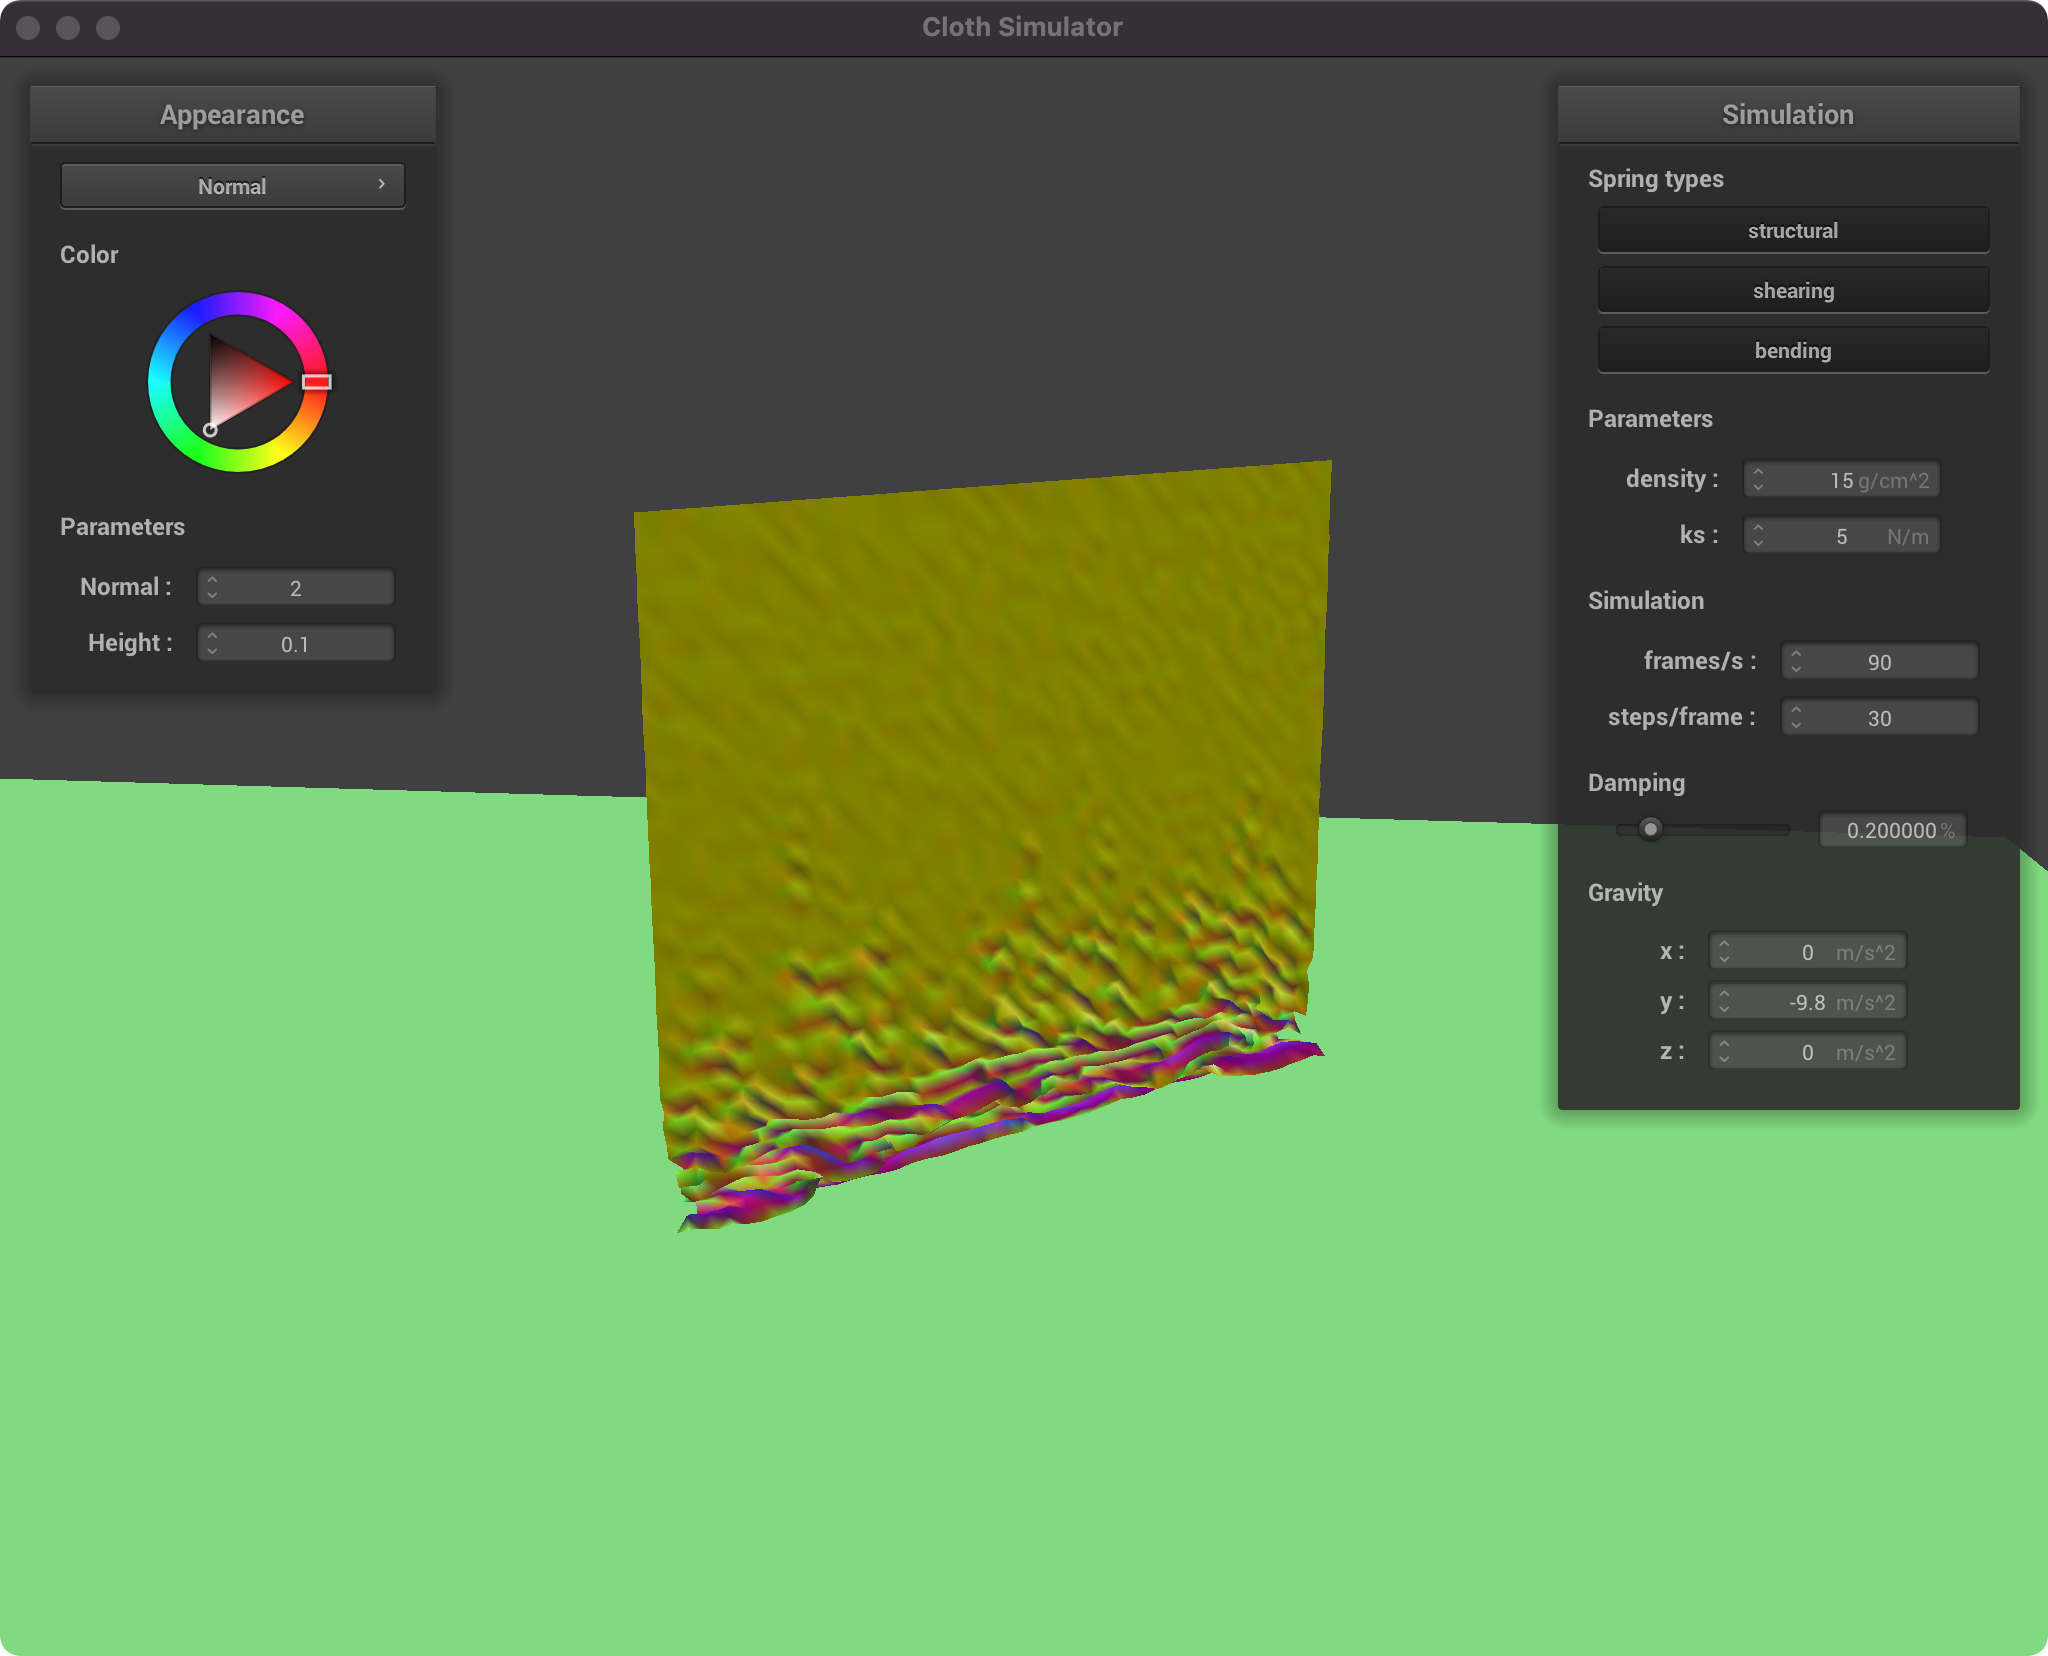 Cloth Simulator
Appearance
Normal
Color
Parameters
Normal : 2
Height : 0.1
Simulation
Spring types
structural
shearing
bending
Parameters
density : 15 g/cm^2
ks : 5 N/m
Simulation
frames/s : 90
steps/frame : 30
Damping
0.200000 %
Gravity
x : 0 m/s^2
y : -9.8 m/s^2
z : 0 m/s^2